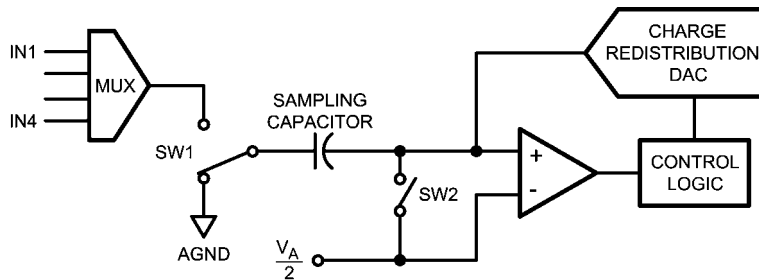 IN1
MUX
IN4
SW1
AGND
SAMPLING
CAPACITOR
SW2
V_A
2
+
-
CHARGE
REDISTRIBUTION
DAC
CONTROL
LOGIC